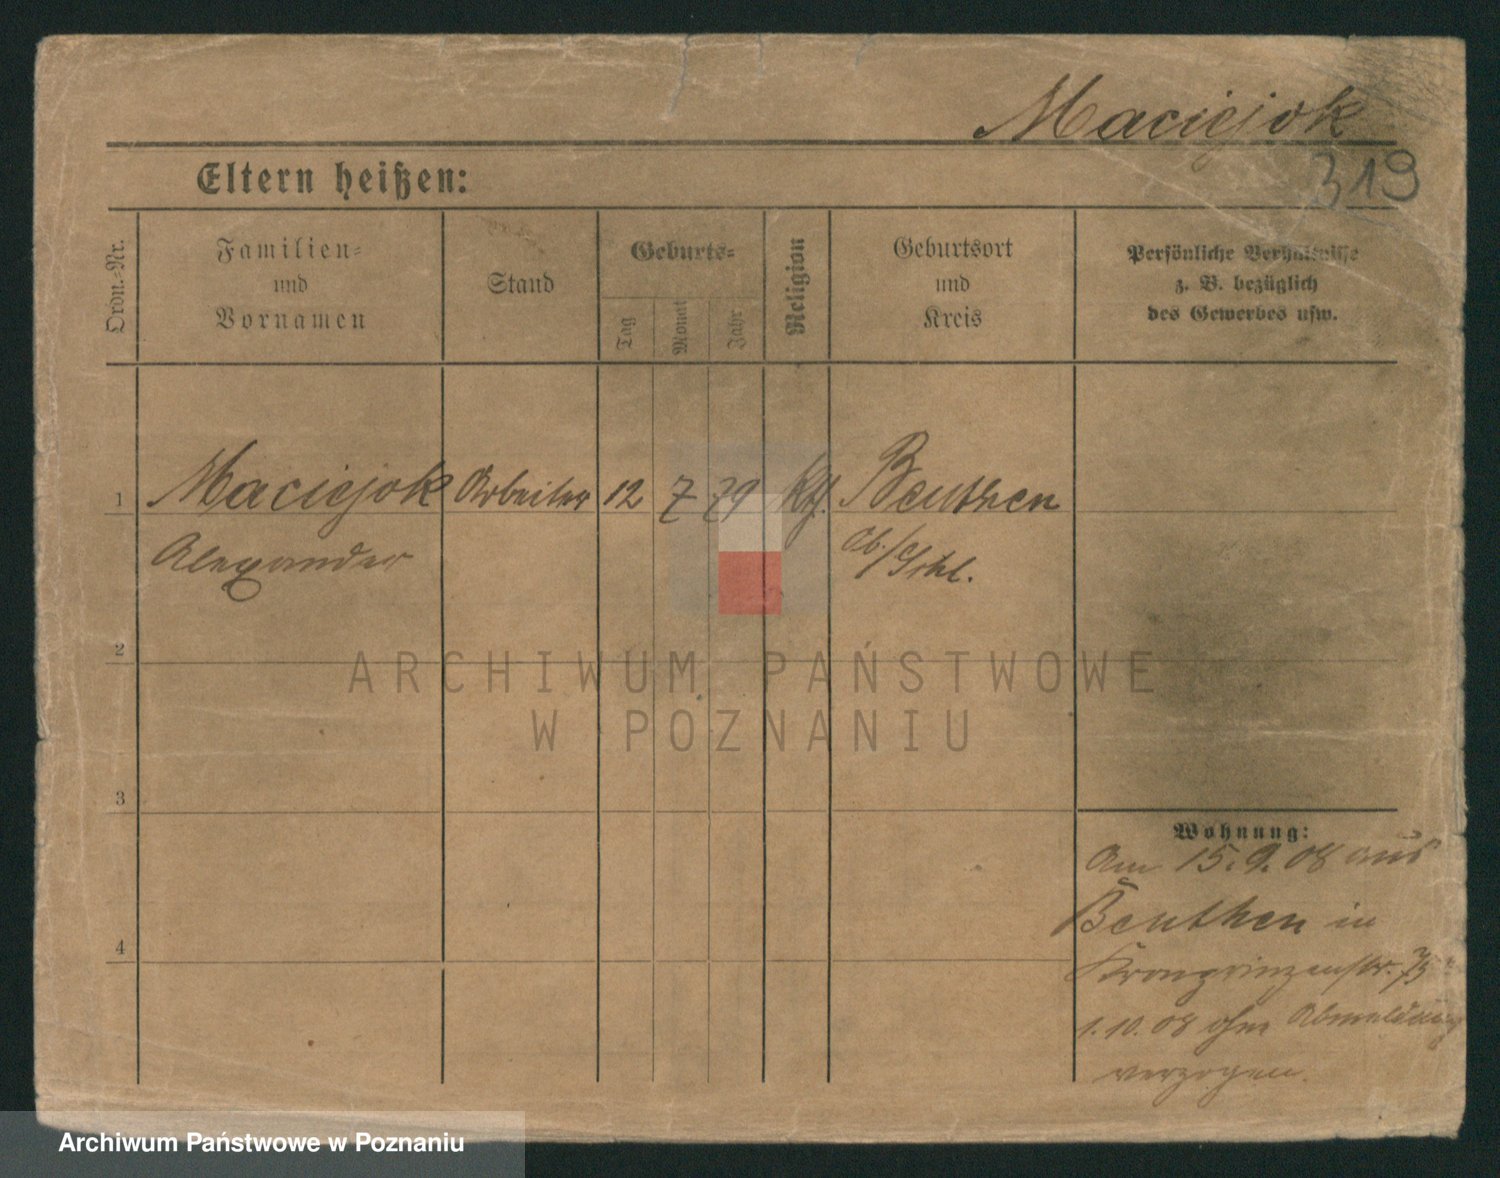 Maciejok
319
Eltern heißen:
Ordn.-Nr.
Familien-
und
Vornamen
Stand
Geburts-
Tag
Monat
Jahr
Religion
Geburtsort
und
Kreis
Persönliche Verhältnisse
z. B. bezüglich
des Gewerbes usw.
1 Maciejok Arbeiter 12 7 79 Kth. Beuthen
Alexander Ob./Schl.
2
ARCHIWUM PAŃSTWOWE
W POZNANIU
3
Wohnung:
Am 15.9.08 aus
Beuthen in
4
Kronprinzenstr.
1.10.08 ohne Abmeldung
verzogen.
Archiwum Państwowe w Poznaniu